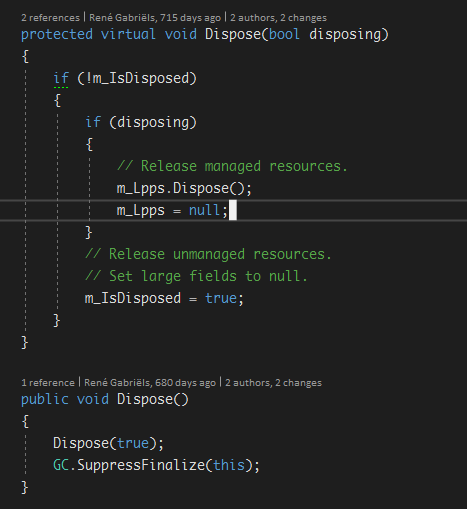 2 references | René Gabriëls, 715 days ago | 2 authors, 2 changes
protected virtual void Dispose(bool disposing)
{
    if (!m_IsDisposed)
    {
        if (disposing)
        {
            // Release managed resources.
            m_Lpps.Dispose();
            m_Lpps = null;
        }
        // Release unmanaged resources.
        // Set large fields to null.
        m_IsDisposed = true;
    }
}
1 reference | René Gabriëls, 680 days ago | 2 authors, 2 changes
public void Dispose()
{
    Dispose(true);
    GC.SuppressFinalize(this);
}